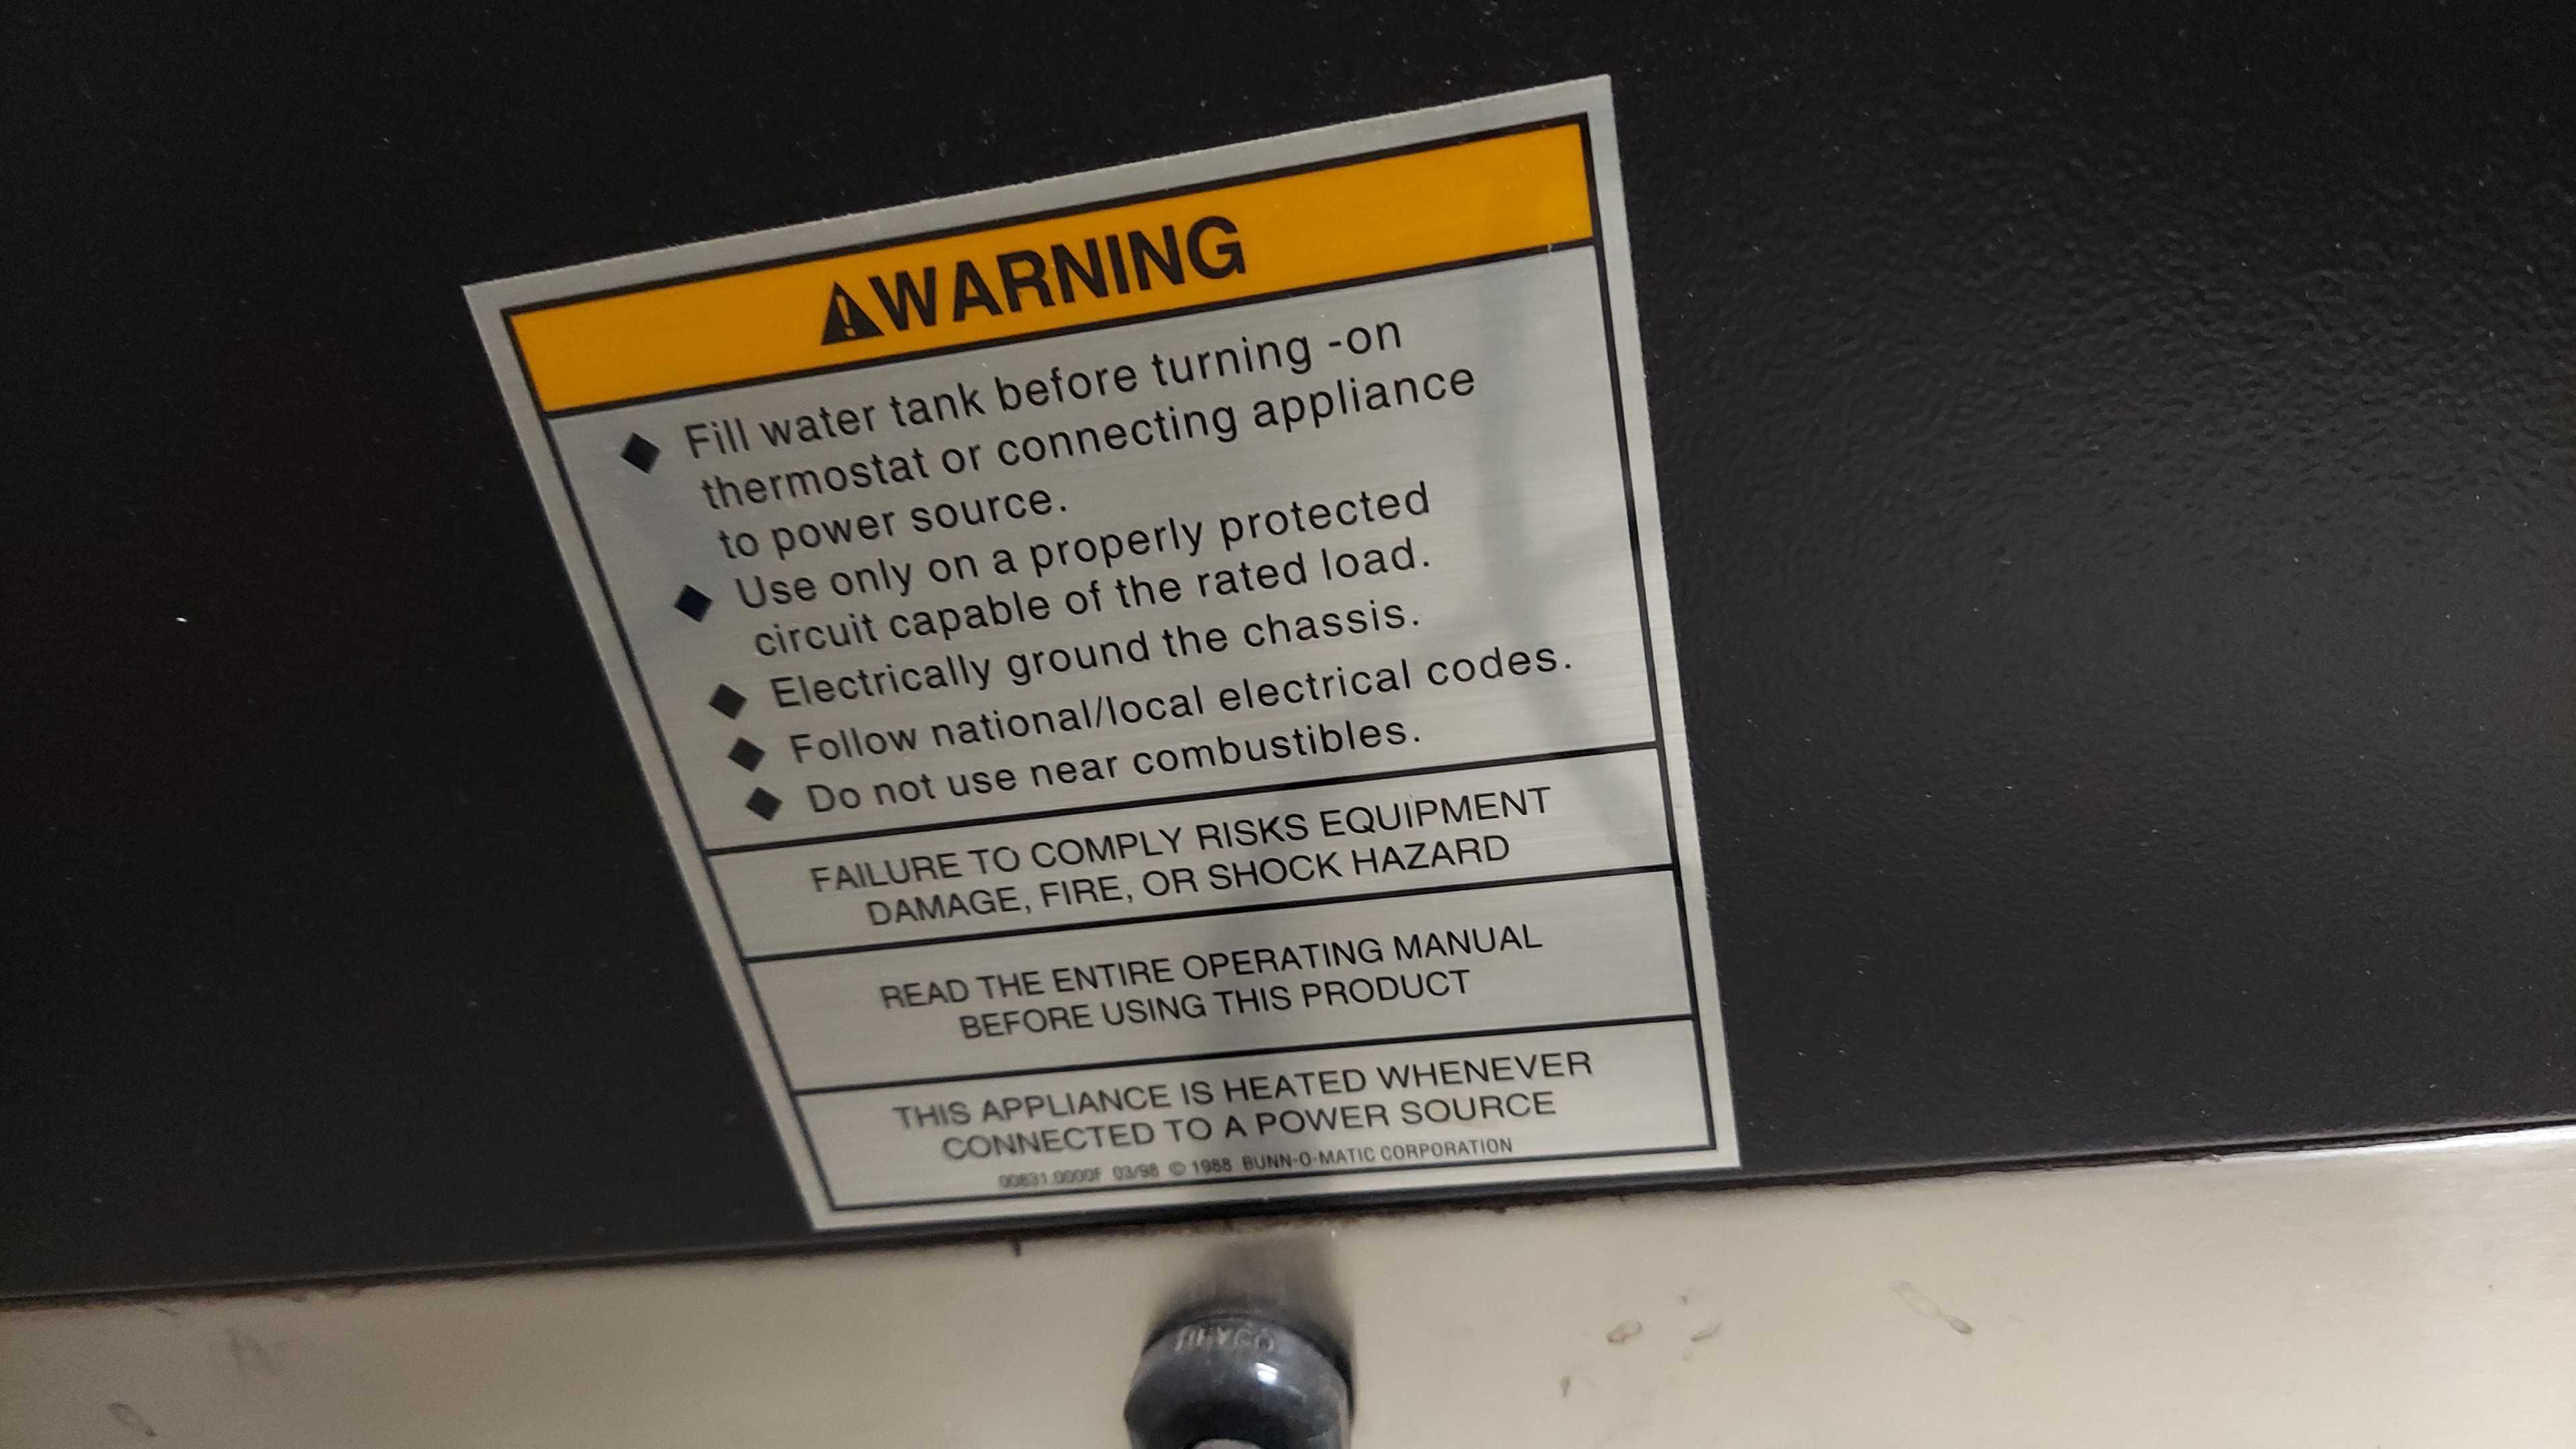 WARNING
Fill water tank before turning -on
thermostat or connecting appliance
to power source.
Use only on a properly protected
circuit capable of the rated load.
Electrically ground the chassis.
Follow national/local electrical codes.
Do not use near combustibles.
FAILURE TO COMPLY RISKS EQUIPMENT
DAMAGE, FIRE, OR SHOCK HAZARD
READ THE ENTIRE OPERATING MANUAL
BEFORE USING THIS PRODUCT
THIS APPLIANCE IS HEATED WHENEVER
CONNECTED TO A POWER SOURCE
00831.0000F 03/98 © 1988 BUNN-O-MATIC CORPORATION